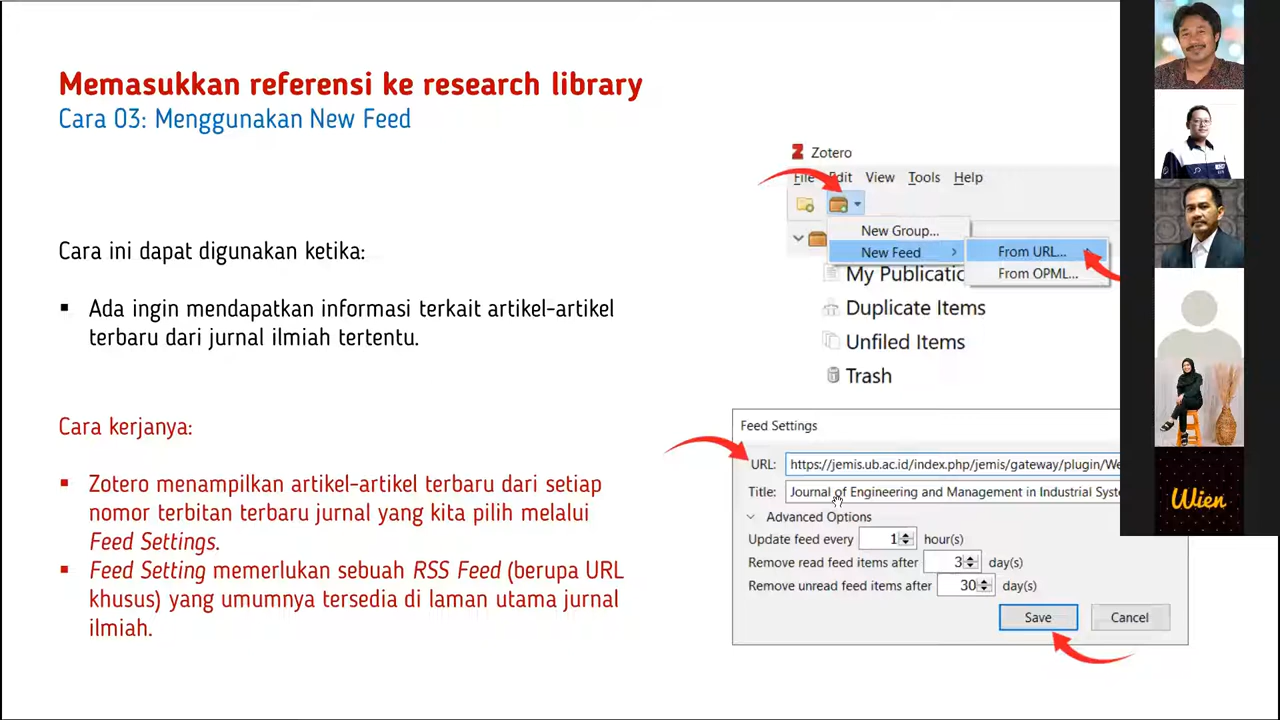 Memasukkan referensi ke research library
Cara 03: Menggunakan New Feed
Cara ini dapat digunakan ketika:
▪ Ada ingin mendapatkan informasi terkait artikel-artikel
terbaru dari jurnal ilmiah tertentu.
Cara kerjanya:
▪ Zotero menampilkan artikel-artikel terbaru dari setiap
nomor terbitan terbaru jurnal yang kita pilih melalui
Feed Settings.
▪ Feed Setting memerlukan sebuah RSS Feed (berupa URL
khusus) yang umumnya tersedia di laman utama jurnal
ilmiah.
Z Zotero
File Edit View Tools Help
New Group...
New Feed
From URL...
From OPML...
My Publicatic
Duplicate Items
Unfiled Items
Trash
Feed Settings
URL: https://jemis.ub.ac.id/index.php/jemis/gateway/plugin/We
Title: Journal of Engineering and Management in Industrial Syste
Advanced Options
Update feed every 1 hour(s)
Remove read feed items after 3 day(s)
Remove unread feed items after 30 day(s)
Save Cancel
Wien